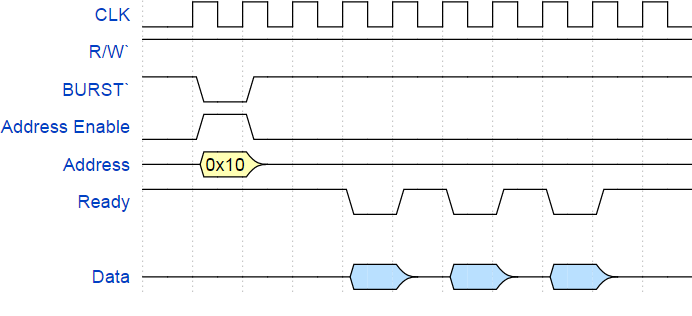 CLK
R/W`
BURST`
Address Enable
Address
0x10
Ready
Data